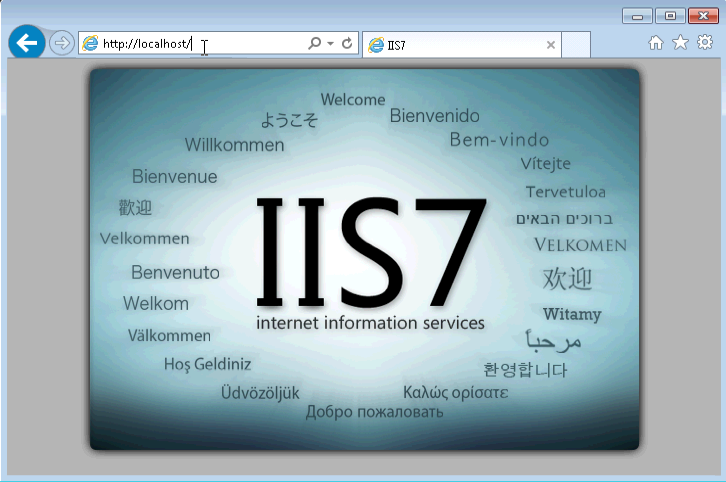 http://localhost/
IIS7
Welcome
ようこそ
Bienvenido
Willkommen
Bem-vindo
Vítejte
Bienvenue
Tervetuloa
歡迎
ברוכים הבאים
Velkommen
VELKOMEN
IIS7
Benvenuto
欢迎
Welkom
Witamy
internet information services
Välkommen
مرحباً
Hoş Geldiniz
환영합니다
Üdvözöljük
Καλώς ορίσατε
Добро пожаловать